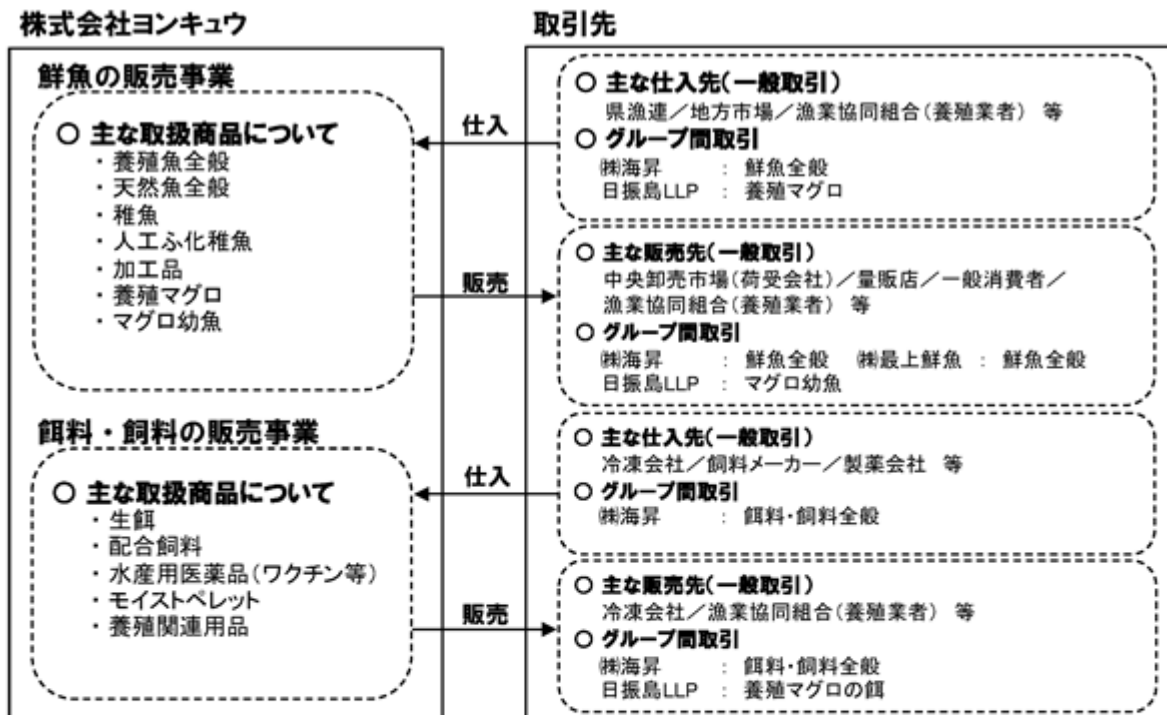 株式会社ヨンキュウ
鮮魚の販売事業
○ 主な取扱商品について
・養殖魚全般
・天然魚全般
・稚魚
・人工ふ化稚魚
・加工品
・養殖マグロ
・マグロ幼魚
餌料・飼料の販売事業
○ 主な取扱商品について
・生餌
・配合飼料
・水産用医薬品(ワクチン等)
・モイストペレット
・養殖関連用品
仕入
販売
仕入
販売
取引先
○ 主な仕入先(一般取引)
県漁連/地方市場/漁業協同組合(養殖業者) 等
○ グループ間取引
㈱海昇 : 鮮魚全般
日振島LLP : 養殖マグロ
○ 主な販売先(一般取引)
中央卸売市場(荷受会社)/量販店/一般消費者/
漁業協同組合(養殖業者) 等
○ グループ間取引
㈱海昇 : 鮮魚全般 ㈱最上鮮魚 : 鮮魚全般
日振島LLP : マグロ幼魚
○ 主な仕入先(一般取引)
冷凍会社/飼料メーカー/製薬会社 等
○ グループ間取引
㈱海昇 : 餌料・飼料全般
○ 主な販売先(一般取引)
冷凍会社/漁業協同組合(養殖業者) 等
○ グループ間取引
㈱海昇 : 餌料・飼料全般
日振島LLP : 養殖マグロの餌